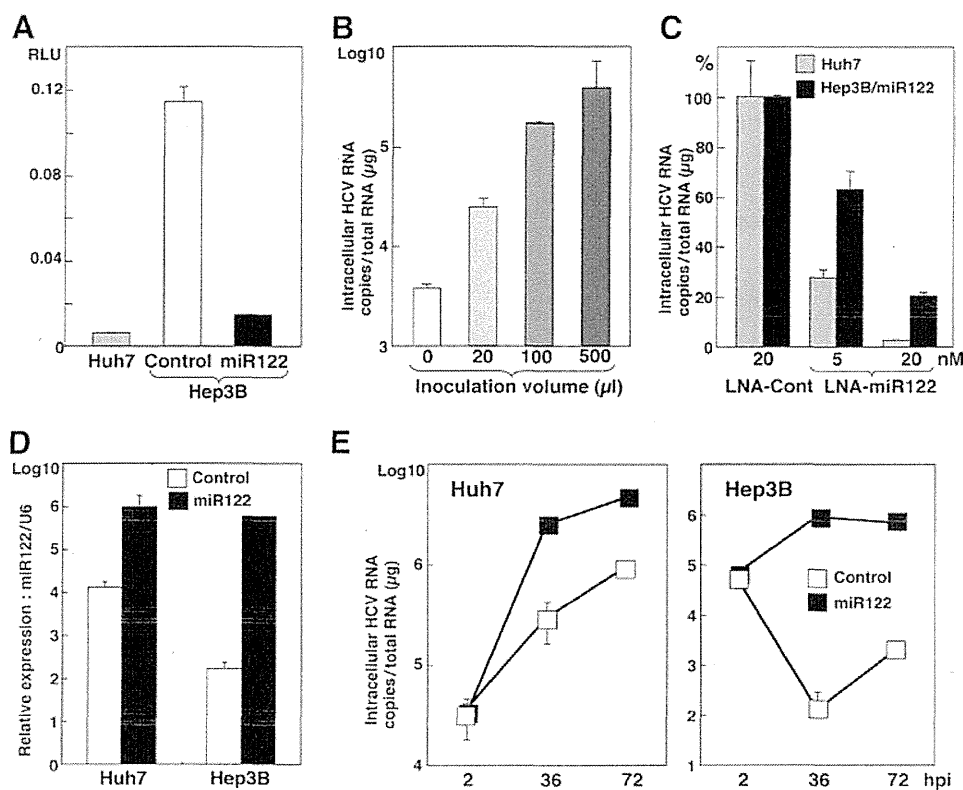 A
RLU
0.12
0.08
0.04
0
Huh7 Control miR122
Hep3B
B
Log10
Intracellular HCV RNA
copies/total RNA (µg)
5
4
3
0 20 100 500
Inoculation volume (µl)
C
%
Huh7
Hep3B/miR122
Intracellular HCV RNA
copies/total RNA (µg)
100
80
60
40
20
0
20 5 20 nM
LNA-Cont LNA-miR122
D
Log10
Control
miR122
Relative expression : miR122/U6
6
5
4
3
2
1
0
Huh7 Hep3B
E
Log10
Huh7
Intracellular HCV RNA
copies/total RNA (µg)
6
5
4
2 36 72
Hep3B
6
5
4
3
2
1
Control
miR122
2 36 72 hpi